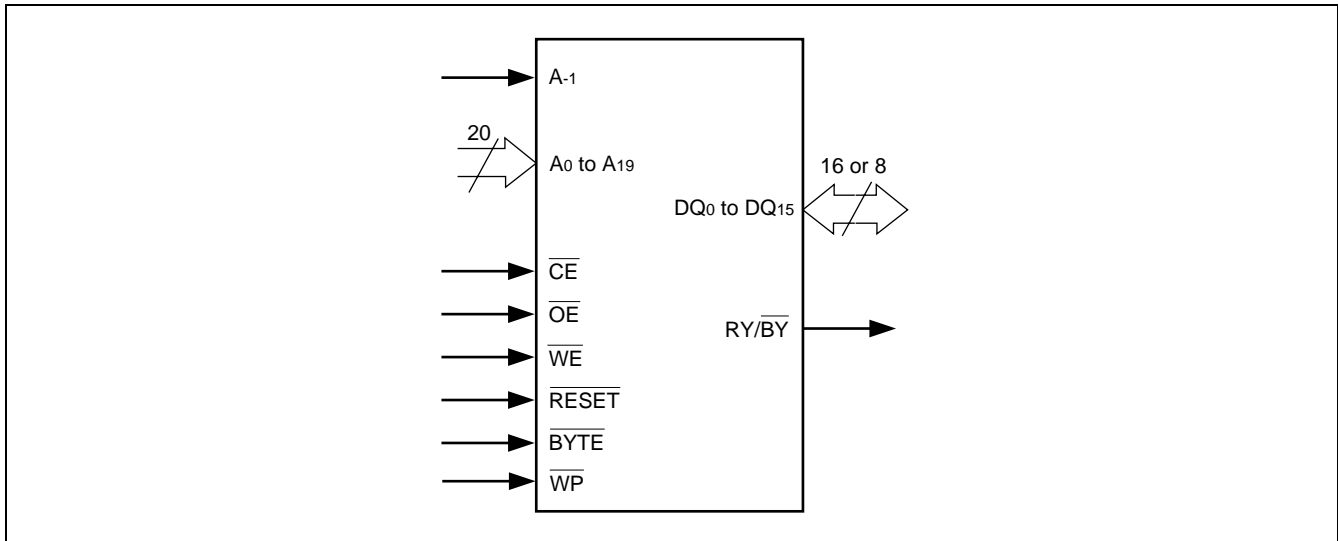 A-1
20
A0 to A19
16 or 8
DQ0 to DQ15
CE
OE
RY/BY
WE
RESET
BYTE
WP